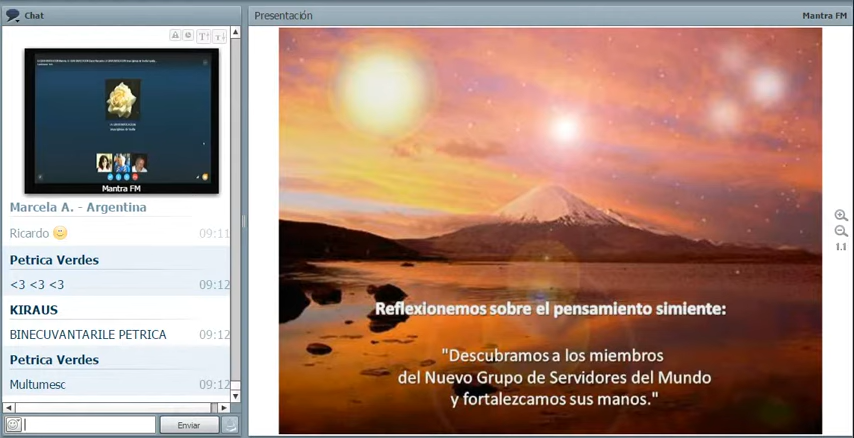 Chat
Mantra FM
Marcela A. - Argentina
Ricardo
09:11
Petrica Verdes
<3 <3 <3
09:12
KIRAUS
BINECUVANTARILE PETRICA
09:12
Petrica Verdes
Multumesc
09:12
Enviar
Presentación
Mantra FM
Reflexionemos sobre el pensamiento simiente:
"Descubramos a los miembros
del Nuevo Grupo de Servidores del Mundo
y fortalezcamos sus manos."
1.1